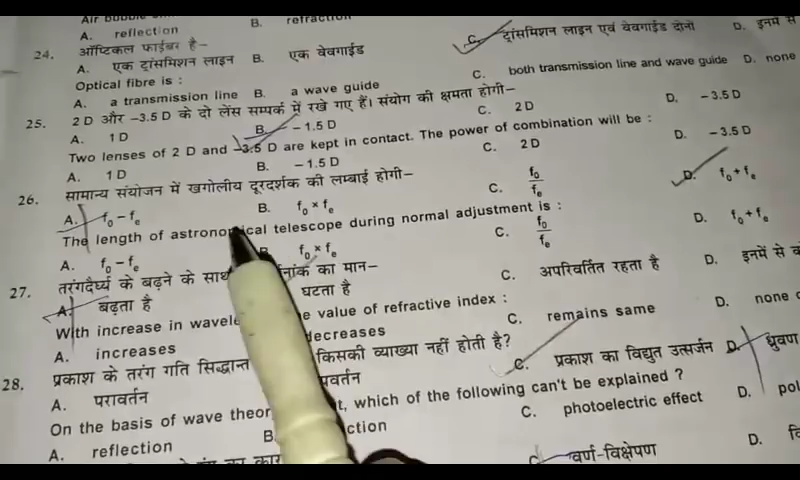 B. refraction
A. reflection
24. ऑप्टिकल फाईबर है–
A. एक ट्रांसमिशन लाइन B. एक वेवगाईड C. ट्रांसमिशन लाइन एवं वेवगाईड दोनों D. इनमें से
Optical fibre is :
A. a transmission line B. a wave guide C. both transmission line and wave guide D. none
25. 2 D और –3.5 D के दो लेंस सम्पर्क में रखे गए हैं। संयोग की क्षमता होगी–
A. 1 D B. – 1.5 D C. 2 D D. – 3.5 D
Two lenses of 2 D and –3.5 D are kept in contact. The power of combination will be :
A. 1 D B. – 1.5 D C. 2 D D. – 3.5 D
26. सामान्य संयोजन में खगोलीय दूरदर्शक की लम्बाई होगी–
A. f₀ – fₑ B. f₀ × fₑ C. f₀/fₑ D. f₀ + fₑ
The length of astronomical telescope during normal adjustment is :
A. f₀ – fₑ B. f₀ × fₑ C. f₀/fₑ D. f₀ + fₑ
27. तरंगदैर्घ्य के बढ़ने के साथ का मान–
A. बढ़ता है घटता है C. अपरिवर्तित रहता है D. इनमें से
With increase in value of refractive index :
A. increases decreases C. remains same D. none
28. प्रकाश के तरंग गति सिद्धान्त किसकी व्याख्या नहीं होती है?
A. परावर्तन C. प्रकाश का विद्युत उत्सर्जन D. ध्रुवण
On the basis of wave which of the following can't be explained ?
A. reflection B. C. photoelectric effect D.
C. वर्ण-विक्षेपण D.